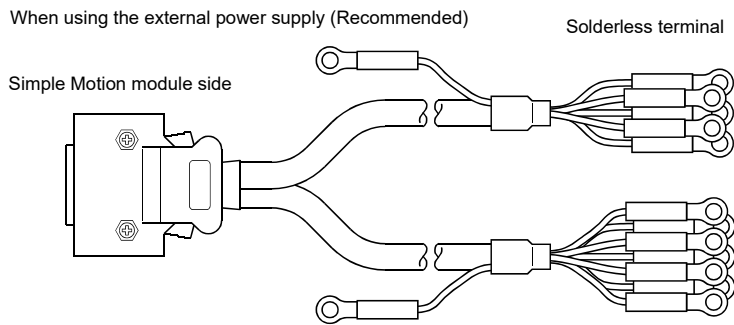 When using the external power supply (Recommended)
Solderless terminal
Simple Motion module side